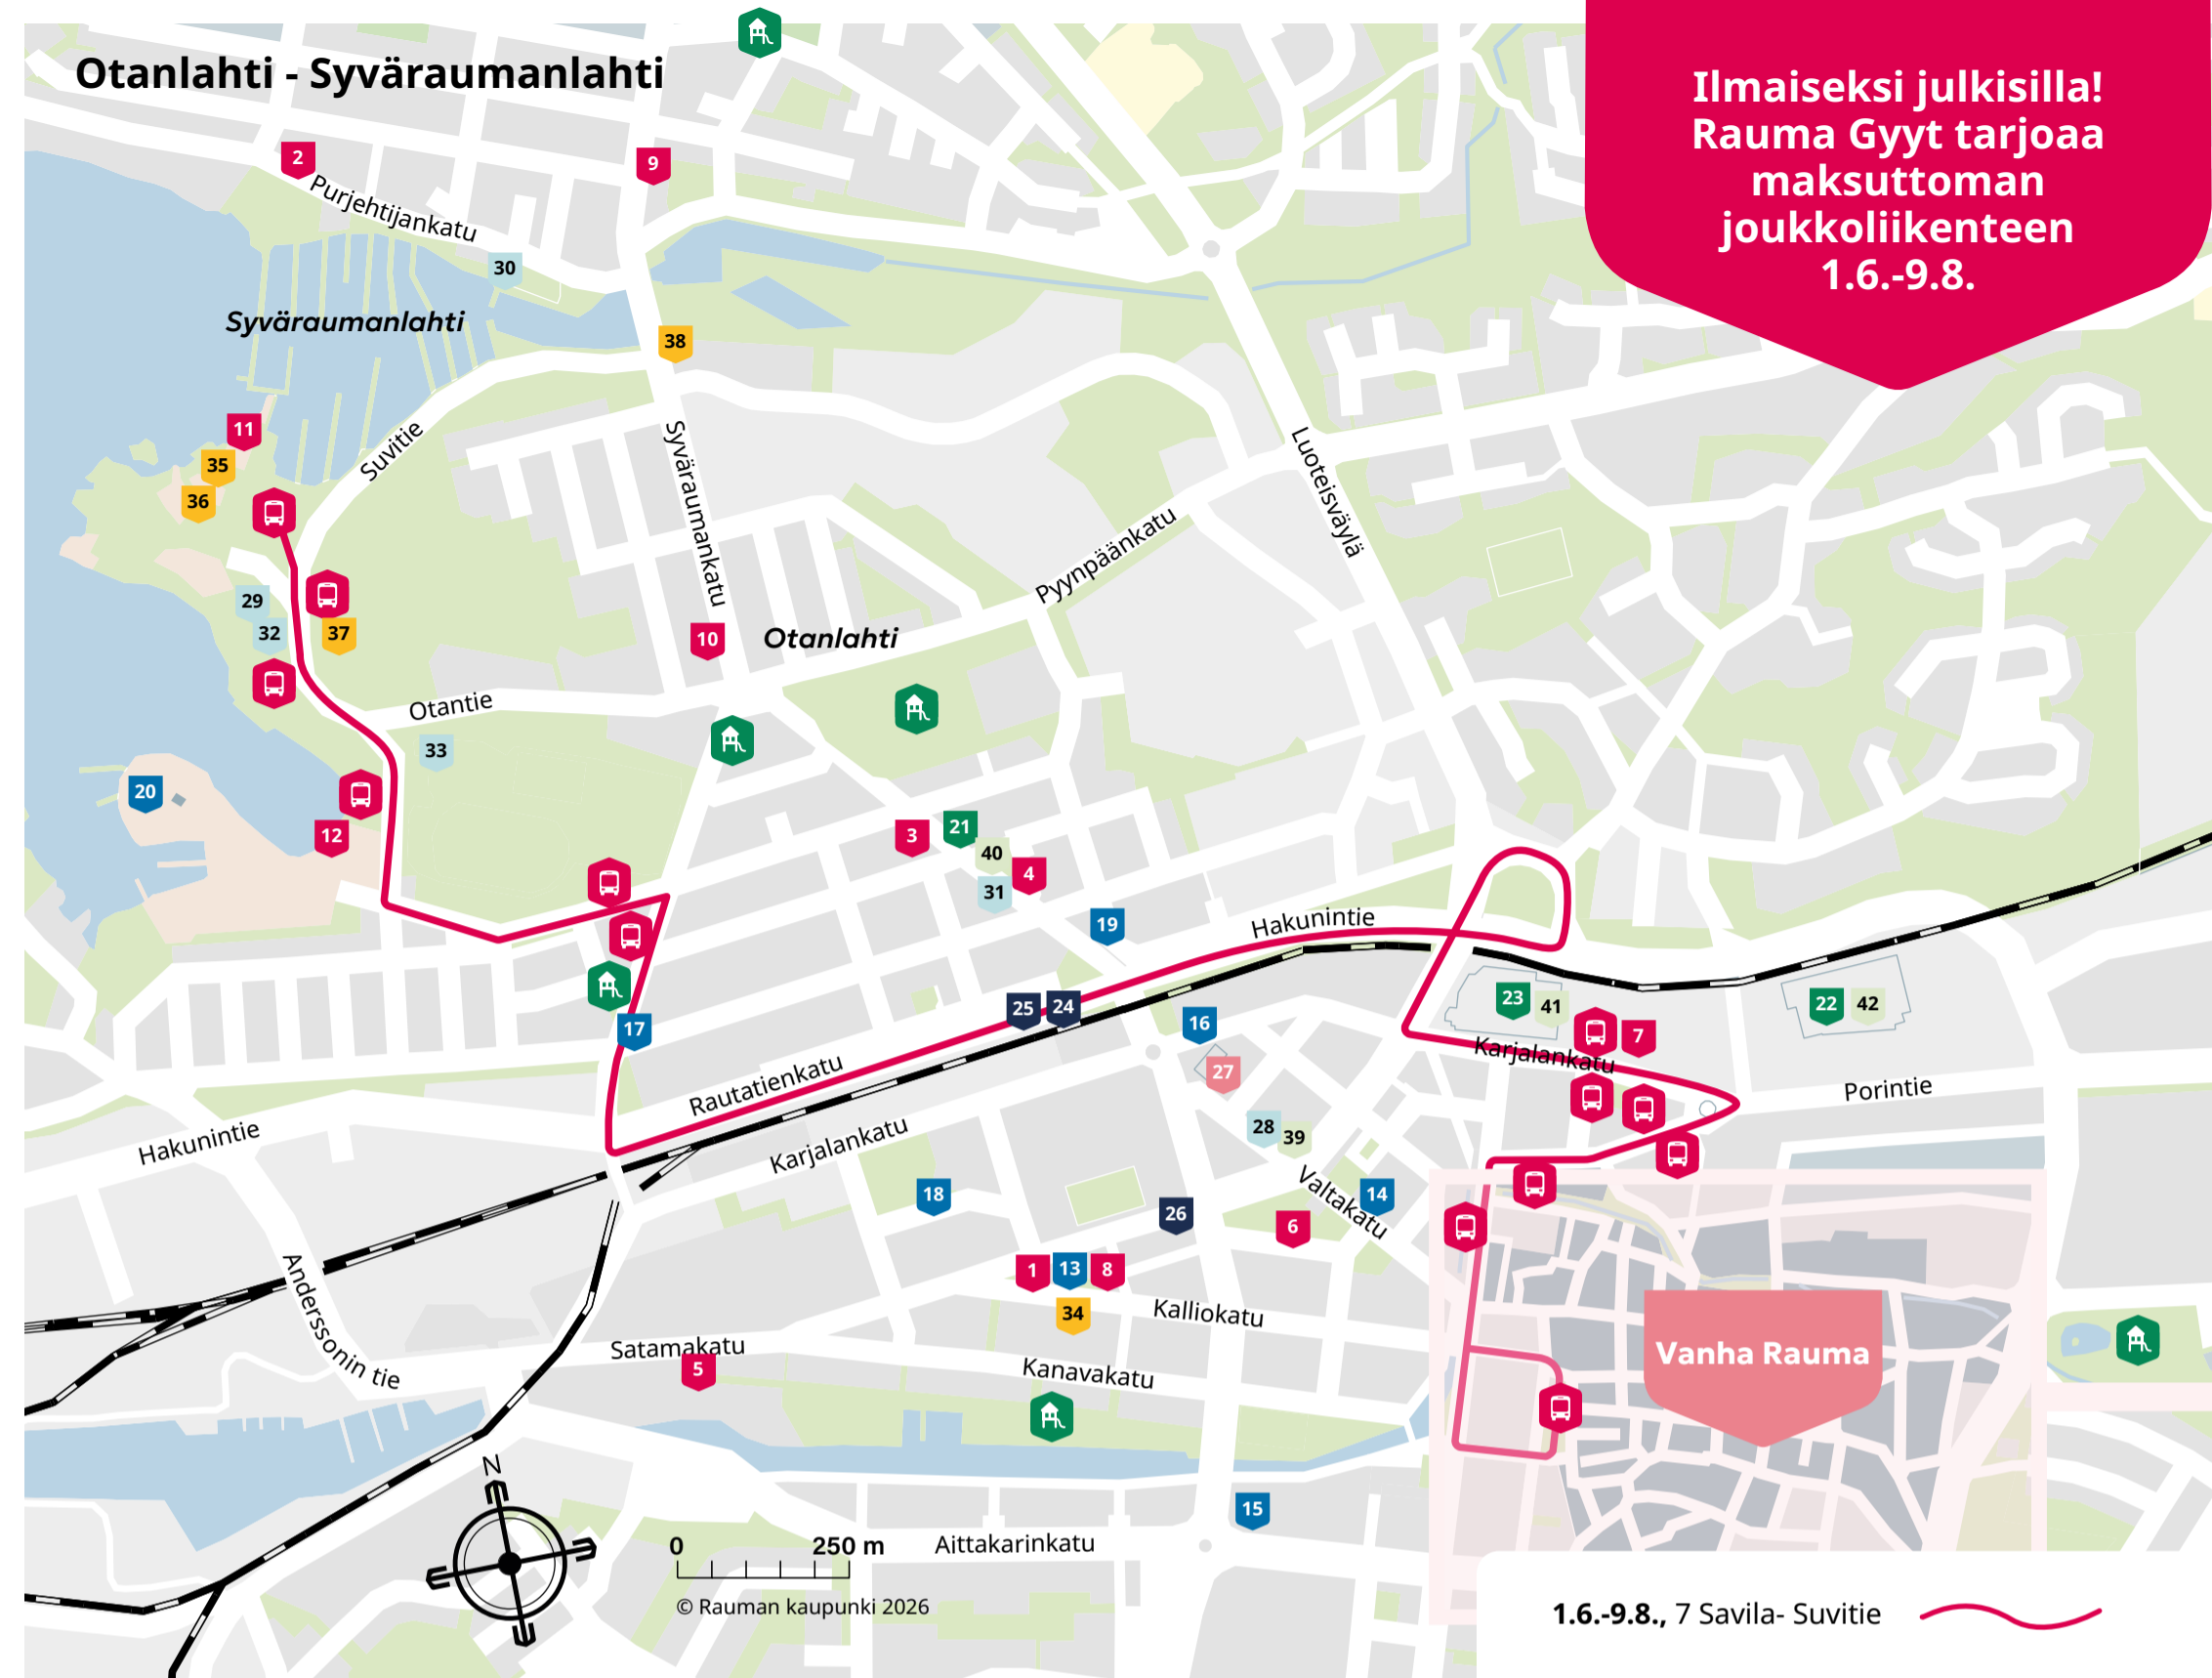 Otanlahti - Syväraumanlahti
Ilmaiseksi julkisilla!
Rauma Gyyt tarjoaa
maksuttoman
joukkoliikenteen
1.6.-9.8.
2
9
Purjehtijankatu
30
Syväraumanlahti
38
11
35
36
Suvitie
Syväraumankatu
Luoteisväylä
Pyynpäänkatu
29
32
37
10
Otanlahti
Otantie
33
20
12
3
21
40
4
31
19
Hakunintie
25
24
16
23
41
7
22
42
17
27
Karjalankatu
Rautatienkatu
Porintie
28
39
Hakunintie
Karjalankatu
18
Valtakatu
14
26
6
1
13
8
34
Kalliokatu
Anderssonin tie
Satamakatu
5
Kanavakatu
Vanha Rauma
N
15
0
250 m
Aittakarinkatu
© Rauman kaupunki 2026
1.6.-9.8., 7 Savila- Suvitie